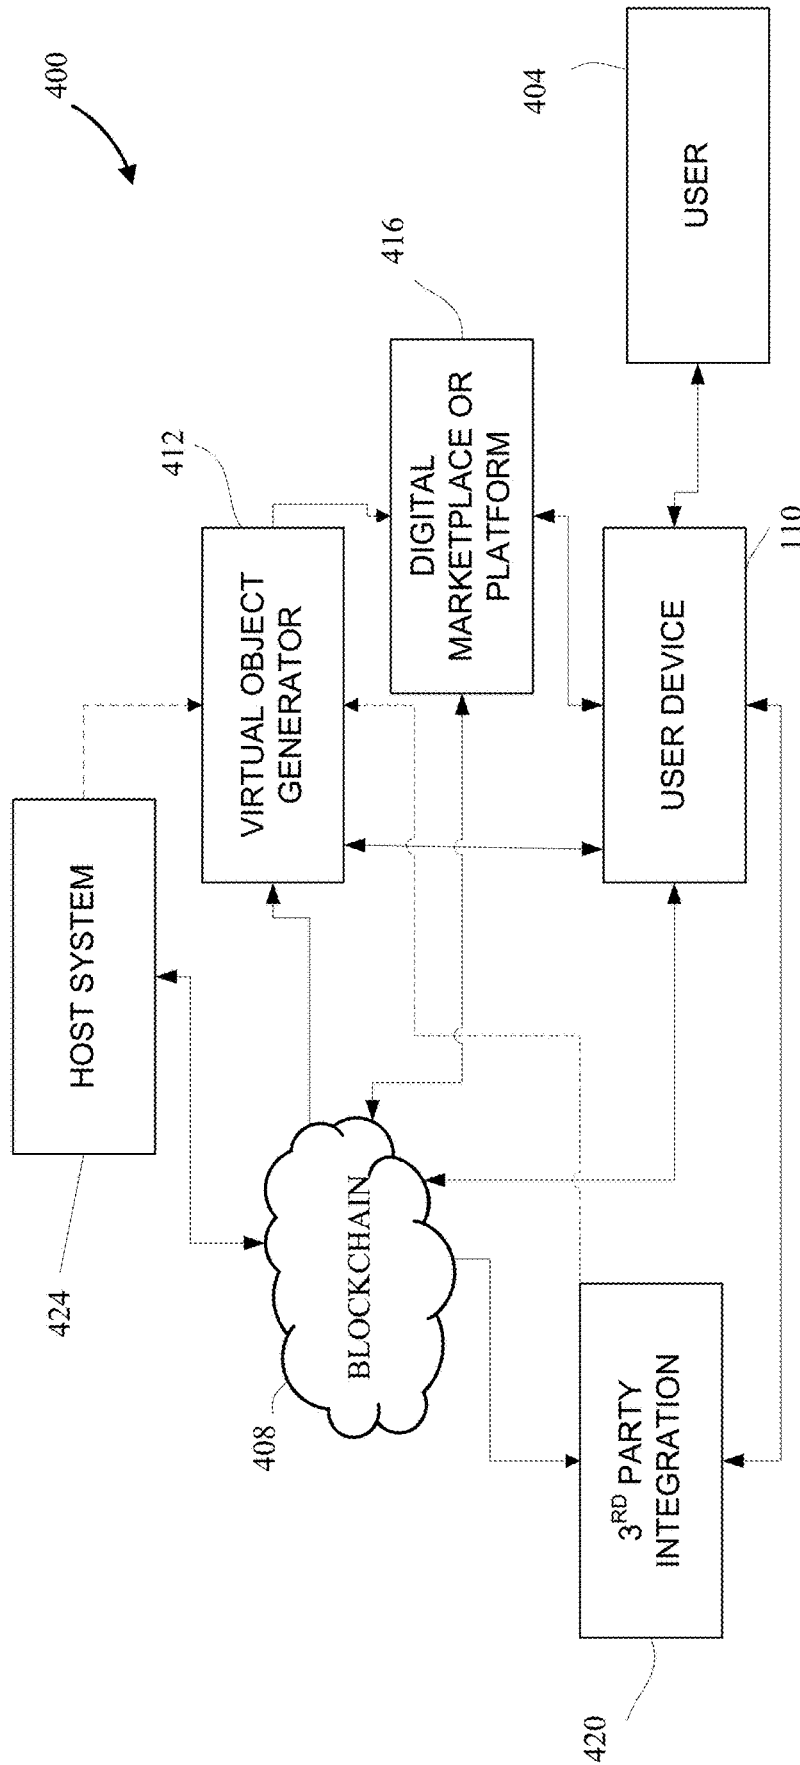 400
424
HOST SYSTEM
412
VIRTUAL OBJECT
GENERATOR
416
DIGITAL
MARKETPLACE OR
PLATFORM
404
USER
408
BLOCKCHAIN
110
USER DEVICE
420
3RD PARTY
INTEGRATION